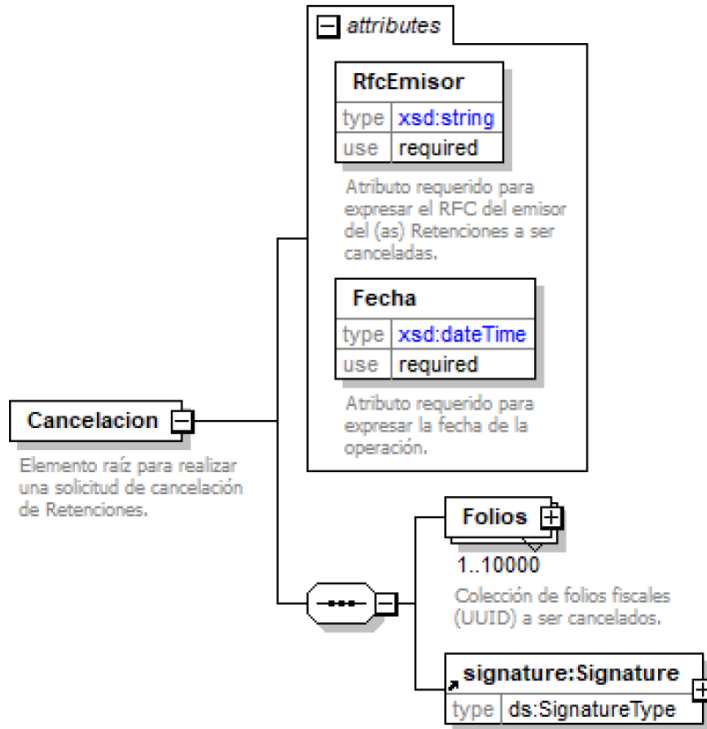 attributes
RfcEmisor
type xsd:string
use required
Atributo requerido para
expresar el RFC del emisor
del (as) Retenciones a ser
canceladas.
Fecha
type xsd:dateTime
use required
Atributo requerido para
expresar la fecha de la
operación.
Cancelacion
Elemento raíz para realizar
una solicitud de cancelación
de Retenciones.
Folios
1..10000
Colección de folios fiscales
(UUID) a ser cancelados.
signature:Signature
type ds:SignatureType